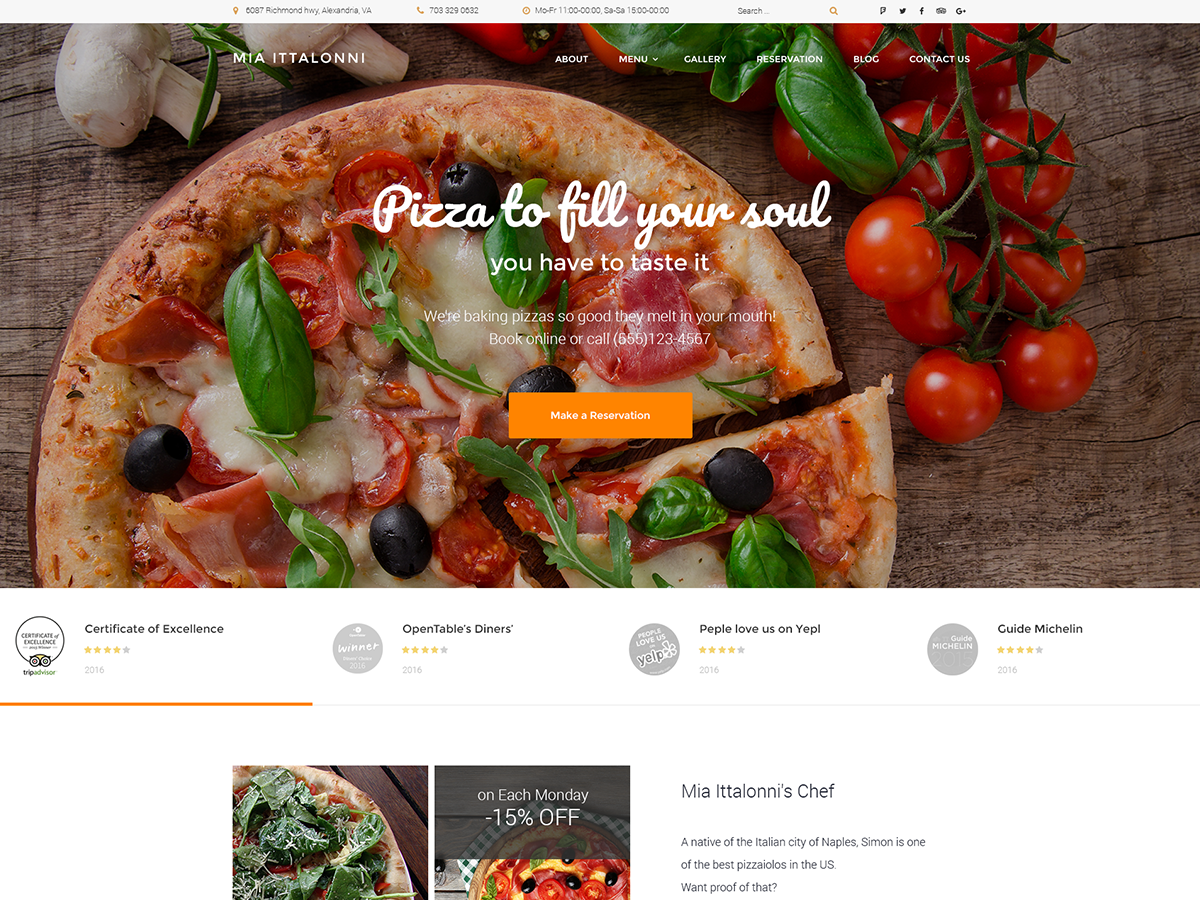 6087 Richmond hwy, Alexandria, VA
703 329 0632
Mo-Fr 11:00-00:00, Sa-Sa 15:00-00:00
Search ...
MIA ITTALONNI
ABOUT
MENU
GALLERY
RESERVATION
BLOG
CONTACT US
Pizza to fill your soul
you have to taste it
We're baking pizzas so good they melt in your mouth!
Book online or call (555)123-4567
Make a Reservation
CERTIFICATE of
EXCELLENCE
2015 Winner
tripadvisor
Certificate of Excellence
2016
winner
Diners' Choice
2016
OpenTable's Diners'
2016
PEOPLE
LOVE US
on
yelp
Peple love us on Yepl
2016
Guide
MICHELIN
Guide Michelin
2016
on Each Monday
-15% OFF
Mia Ittalonni's Chef
A native of the Italian city of Naples, Simon is one
of the best pizzaiolos in the US.
Want proof of that?